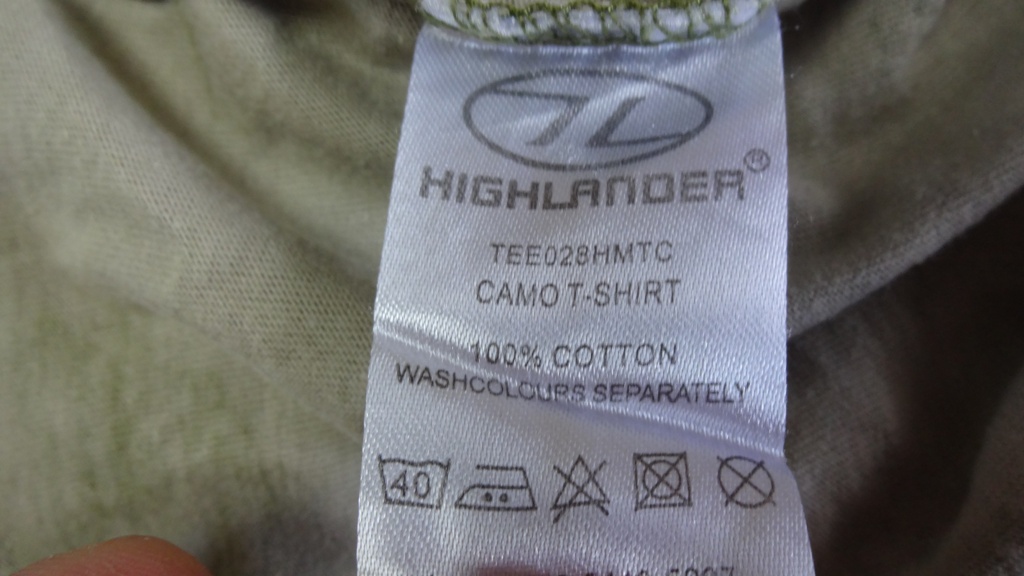 HIGHLANDER®
TEE028HMTC
CAMO T-SHIRT
100% COTTON
WASHCOLOURS SEPARATELY
40